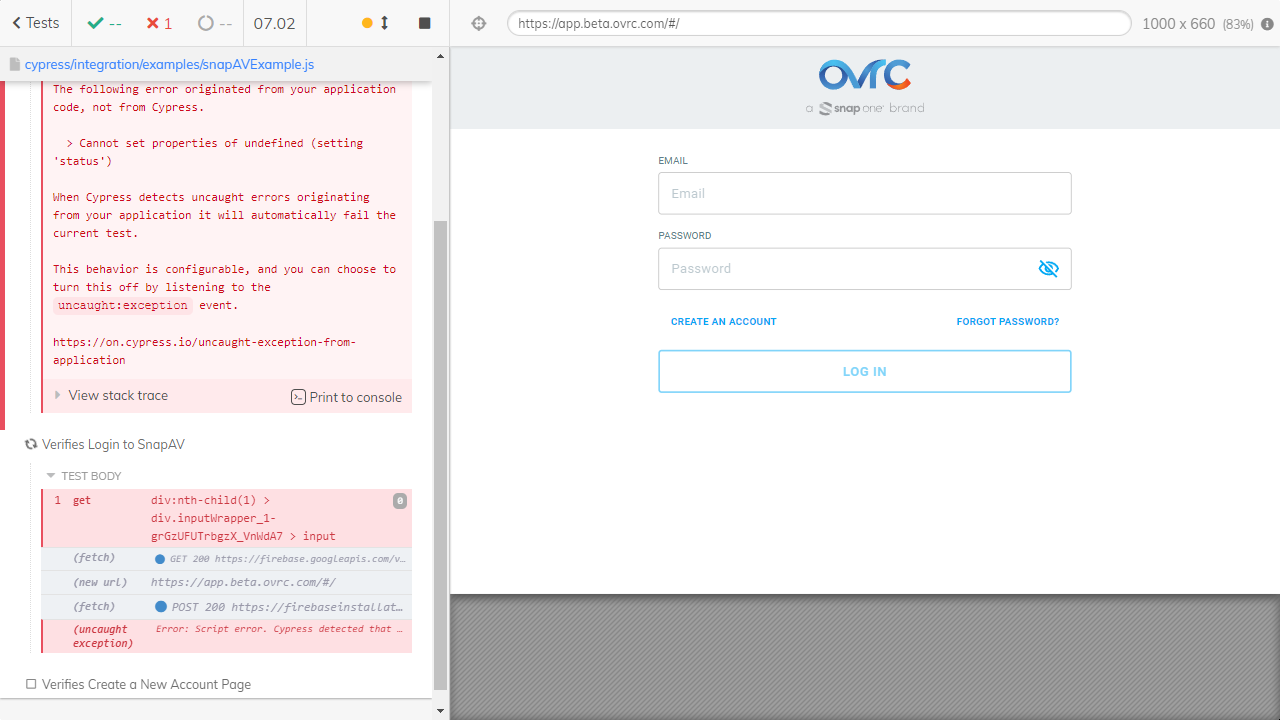 Tests
--
1
--
07.02
https://app.beta.ovrc.com/#/
1000 x 660 (83%)
cypress/integration/examples/snapAVExample.js
The following error originated from your application
code, not from Cypress.
> Cannot set properties of undefined (setting
'status')
When Cypress detects uncaught errors originating
from your application it will automatically fail the
current test.
This behavior is configurable, and you can choose to
turn this off by listening to the
uncaught:exception event.
https://on.cypress.io/uncaught-exception-from-
application
View stack trace
Print to console
Verifies Login to SnapAV
TEST BODY
1 get div:nth-child(1) > 0
div.inputWrapper_1-
grGzUFUTrbgzX_VnWdA7 > input
(fetch) GET 200 https://firebase.googleapis.com/v...
(new url) https://app.beta.ovrc.com/#/
(fetch) POST 200 https://firebaseinstallat...
(uncaught Error: Script error. Cypress detected that ...
exception)
Verifies Create a New Account Page
ovrc
a snap one brand
EMAIL
Email
PASSWORD
Password
CREATE AN ACCOUNT
FORGOT PASSWORD?
LOG IN